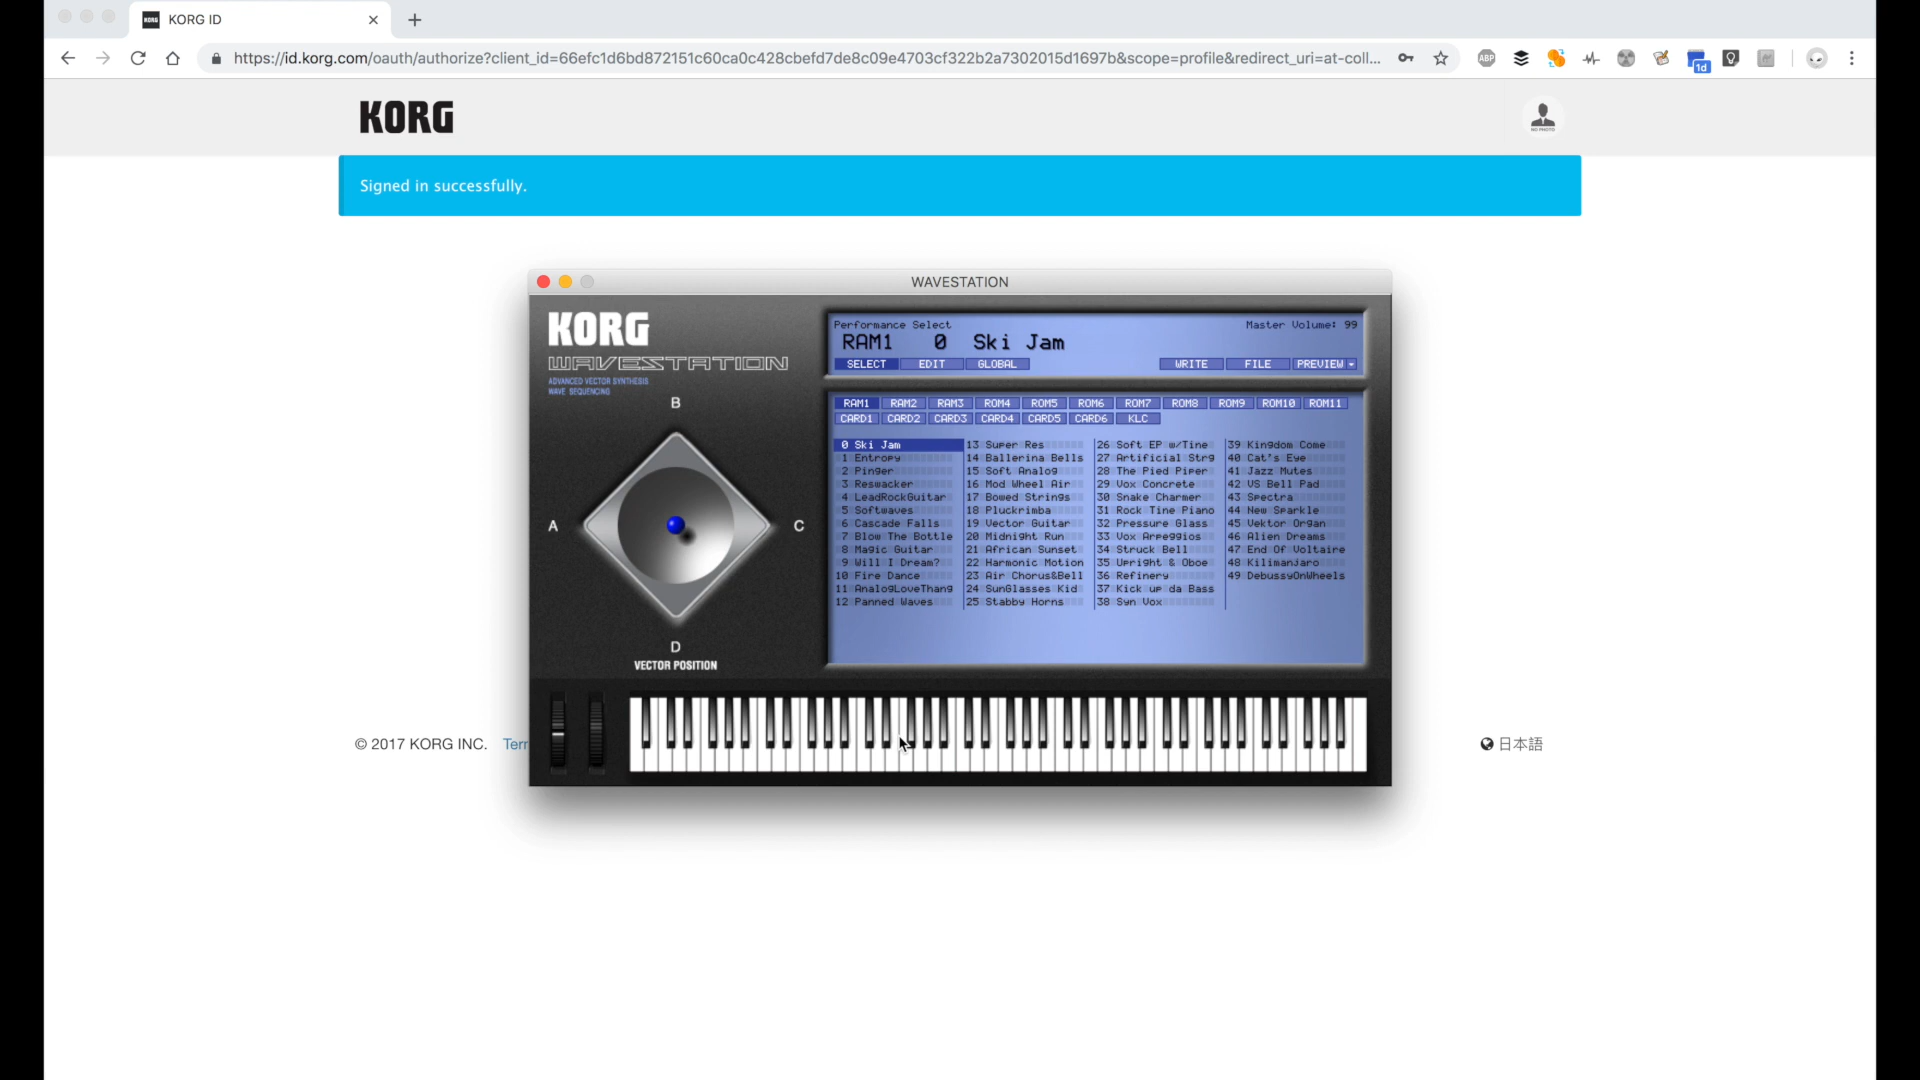 KORG ID
https://id.korg.com/oauth/authorize?client_id=66efc1d6bd872151c60ca0c428cbefd7de8c09e4703cf322b2a7302015d1697b&scope=profile&redirect_uri=at-coll...
ABP
1d
KORG
NO PHOTO
Signed in successfully.
WAVESTATION
KORG
WAVESTATION
ADVANCED VECTOR SYNTHESIS
WAVE SEQUENCING
Performance Select Master Volume: 99
RAM1 0 Ski Jam
SELECT EDIT GLOBAL WRITE FILE PREVIEW
RAM1 RAM2 RAM3 ROM4 ROM5 ROM6 ROM7 ROM8 ROM9 ROM10 ROM11
CARD1 CARD2 CARD3 CARD4 CARD5 CARD6 KLC
0 Ski Jam
1 Entropy
2 Pinger
3 Reswacker
4 LeadRockGuitar
5 Softwaves
6 Cascade Falls
7 Blow The Bottle
8 Magic Guitar
9 Will I Dream?
10 Fire Dance
11 AnalogLoveThang
12 Panned Waves
13 Super Res
14 Ballerina Bells
15 Soft Analog
16 Mod Wheel Air
17 Bowed Strings
18 Pluckrimba
19 Vector Guitar
20 Midnight Run
21 African Sunset
22 Harmonic Motion
23 Air Chorus&Bell
24 SunGlasses Kid
25 Stabby Horns
26 Soft EP w/Tine
27 Artificial Strg
28 The Pied Piper
29 Vox Concrete
30 Snake Charmer
31 Rock Tine Piano
32 Pressure Glass
33 Vox Arpeggios
34 Struck Bell
35 Upright & Oboe
36 Refinery
37 Kick up da Bass
38 Syn Vox
39 Kingdom Come
40 Cat's Eye
41 Jazz Mutes
42 VS Bell Pad
43 Spectra
44 New Sparkle
45 Vektor Organ
46 Alien Dreams
47 End Of Voltaire
48 Kilimanjaro
49 DebussyOnWheels
B
A
C
D
VECTOR POSITION
© 2017 KORG INC. Terr
日本語